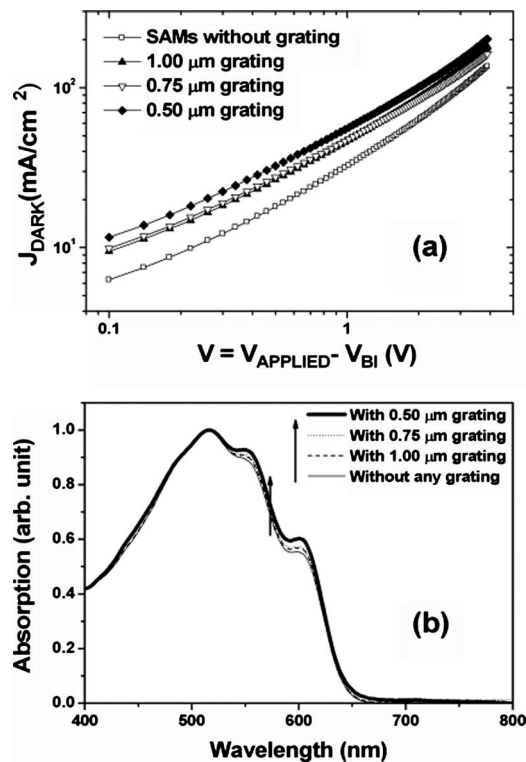 (a)
SAMs without grating
1.00 μm grating
0.75 μm grating
0.50 μm grating
10²
10¹
J_DARK (mA/cm ²)
0.1 1
V = V_APPLIED - V_BI (V)
(b)
With 0.50 μm grating
With 0.75 μm grating
With 1.00 μm grating
Without any grating
1.0
0.8
0.6
0.4
0.2
0.0
Absorption (arb. unit)
400 500 600 700 800
Wavelength (nm)